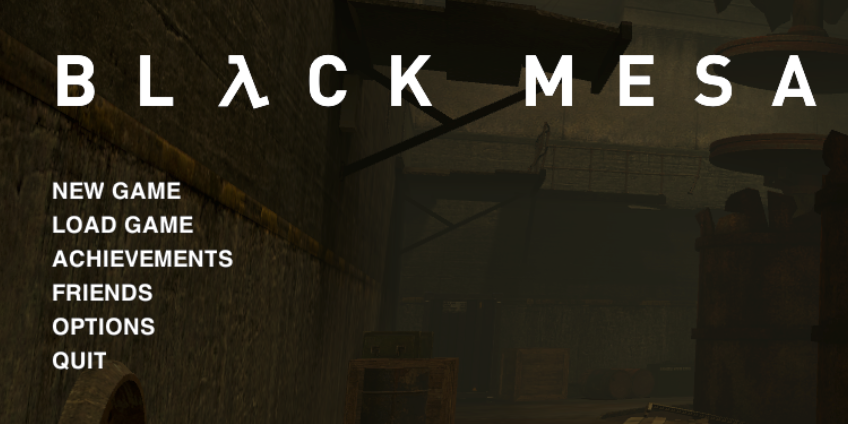 BLλCK MESA
NEW GAME
LOAD GAME
ACHIEVEMENTS
FRIENDS
OPTIONS
QUIT